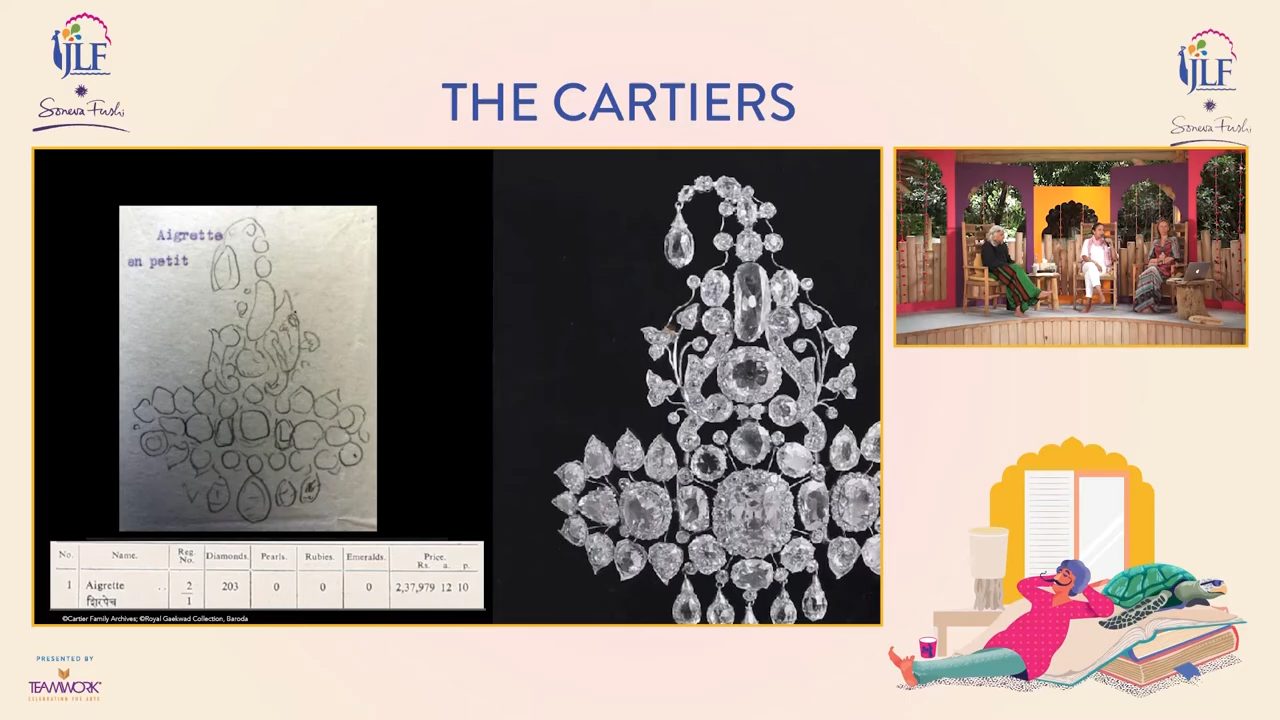 JLF
Soneva Fushi
THE CARTIERS
JLF
Soneva Fushi
Aigrette
en petit
No. Name. Reg. No. Diamonds. Pearls. Rubies. Emeralds. Price. Rs. a. p.
1 Aigrette .. 2/1 203 0 0 0 2,37,979 12 10
शिरपेच
©Cartier Family Archives; ©Royal Gaekwad Collection, Baroda
PRESENTED BY
TEAMWORK
CELEBRATING THE ARTS